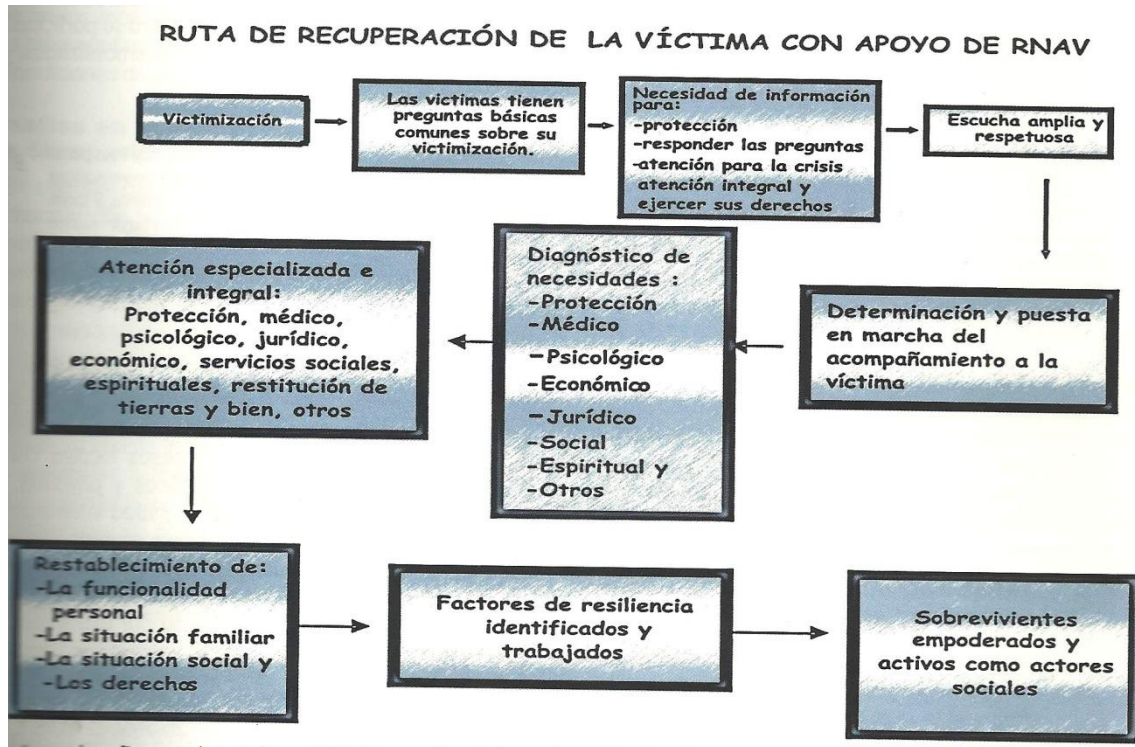 RUTA DE RECUPERACIÓN DE LA VÍCTIMA CON APOYO DE RNAV
Victimización
Las victimas tienen
preguntas básicas
comunes sobre su
victimización.
Necesidad de información
para:
-protección
-responder las preguntas
-atención para la crisis
atención integral y
ejercer sus derechos
Escucha amplia y
respetuosa
Determinación y puesta
en marcha del
acompañamiento a la
víctima
Diagnóstico de
necesidades :
-Protección
-Médico
-Psicológico
-Económico
-Jurídico
-Social
-Espiritual y
-Otros
Atención especializada e
integral:
Protección, médico,
psicológico, jurídico,
económico, servicios sociales,
espirituales, restitución de
tierras y bien, otros
Restablecimiento de:
-La funcionalidad
personal
-La situación familiar
-La situación social y
-Los derechos
Factores de resiliencia
identificados y
trabajados
Sobrevivientes
empoderados y
activos como actores
sociales